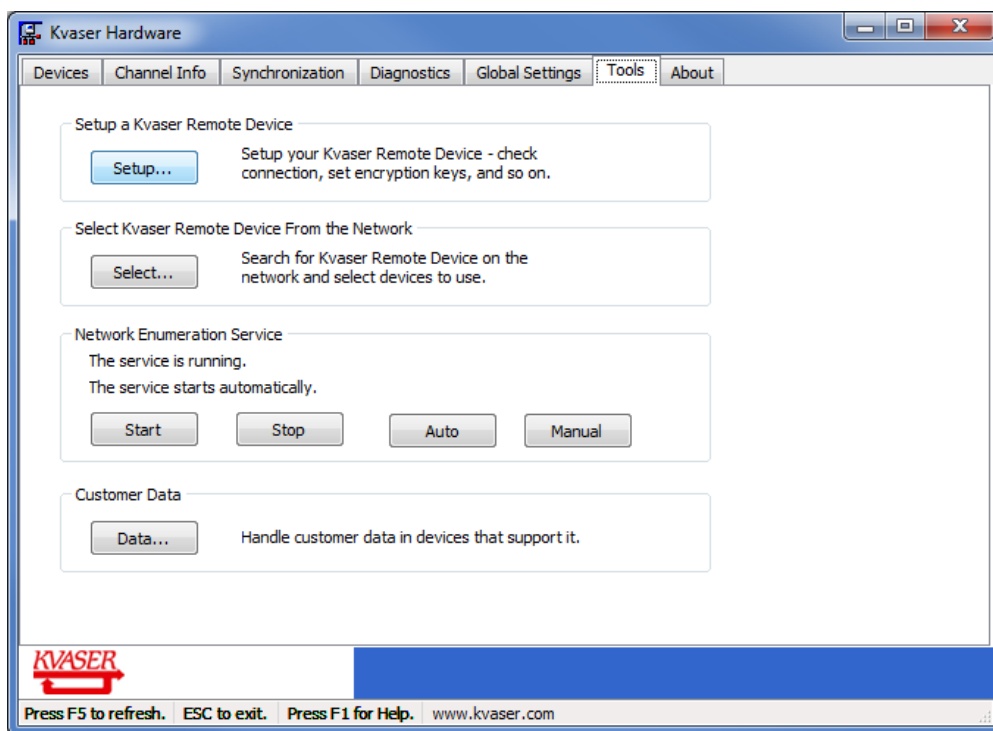 Kvaser Hardware
Devices Channel Info Synchronization Diagnostics Global Settings Tools About
Setup a Kvaser Remote Device
Setup... Setup your Kvaser Remote Device - check
connection, set encryption keys, and so on.
Select Kvaser Remote Device From the Network
Select... Search for Kvaser Remote Device on the
network and select devices to use.
Network Enumeration Service
The service is running.
The service starts automatically.
Start Stop Auto Manual
Customer Data
Data... Handle customer data in devices that support it.
KVASER
Press F5 to refresh. ESC to exit. Press F1 for Help. www.kvaser.com